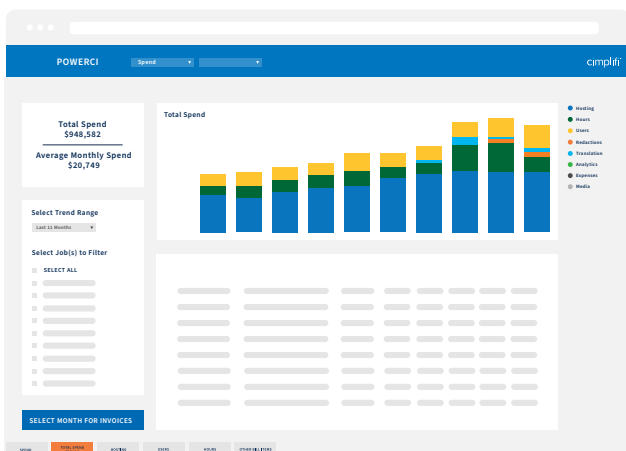 POWERCI
Spend
cimplifi
Total Spend
$948,582
Average Monthly Spend
$20,749
Total Spend
Hosting
Hours
Users
Redactions
Translation
Analytics
Expenses
Media
Select Trend Range
Last 11 Months
Select Job(s) to Filter
SELECT ALL
SELECT MONTH FOR INVOICES
SPEND
TOTAL SPEND
HOSTING
USERS
HOURS
OTHER BILL ITEMS